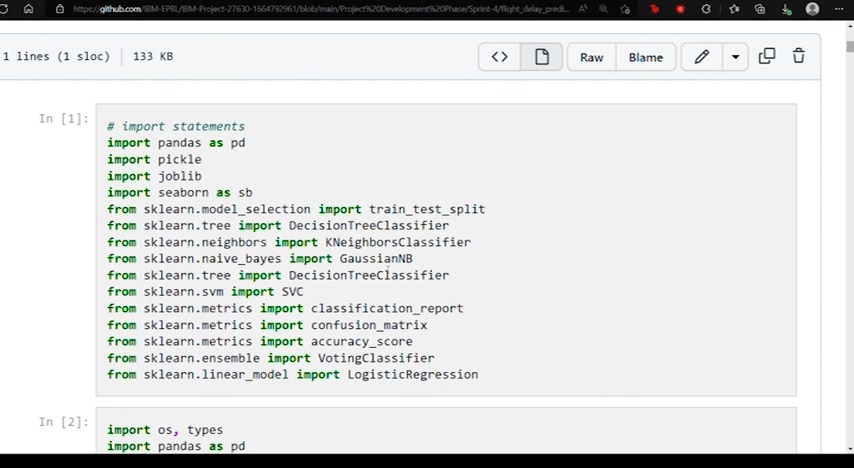 https://github.com/IBM-EPBL/IBM-Project-27630-1664792961/blob/main/Project%20Development%20Phase/Sprint-4/flight_delay_predi...
1 lines (1 sloc) 133 KB
Raw
Blame
In [1]:
# import statements
import pandas as pd
import pickle
import joblib
import seaborn as sb
from sklearn.model_selection import train_test_split
from sklearn.tree import DecisionTreeClassifier
from sklearn.neighbors import KNeighborsClassifier
from sklearn.naive_bayes import GaussianNB
from sklearn.tree import DecisionTreeClassifier
from sklearn.svm import SVC
from sklearn.metrics import classification_report
from sklearn.metrics import confusion_matrix
from sklearn.metrics import accuracy_score
from sklearn.ensemble import VotingClassifier
from sklearn.linear_model import LogisticRegression
In [2]:
import os, types
import pandas as pd